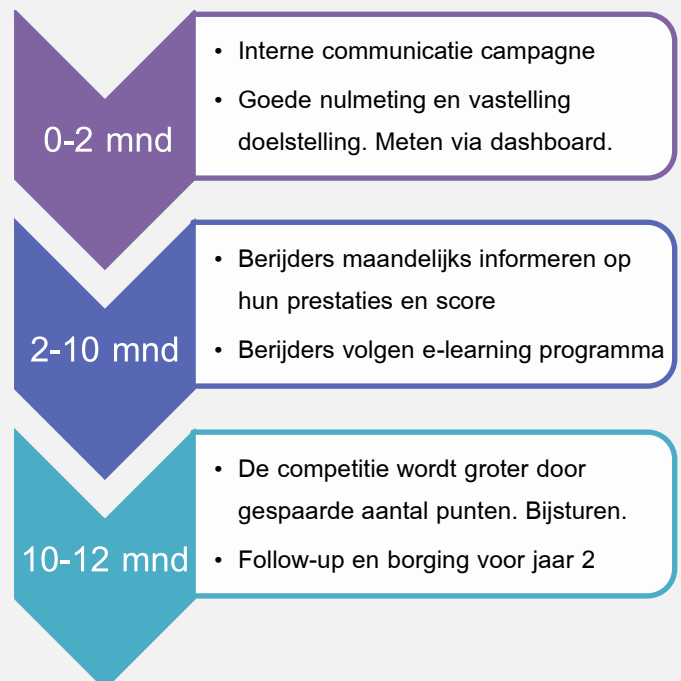 0-2 mnd
• Interne communicatie campagne
• Goede nulmeting en vastelling
doelstelling. Meten via dashboard.
2-10 mnd
• Berijders maandelijks informeren op
hun prestaties en score
• Berijders volgen e-learning programma
10-12 mnd
• De competitie wordt groter door
gespaarde aantal punten. Bijsturen.
• Follow-up en borging voor jaar 2